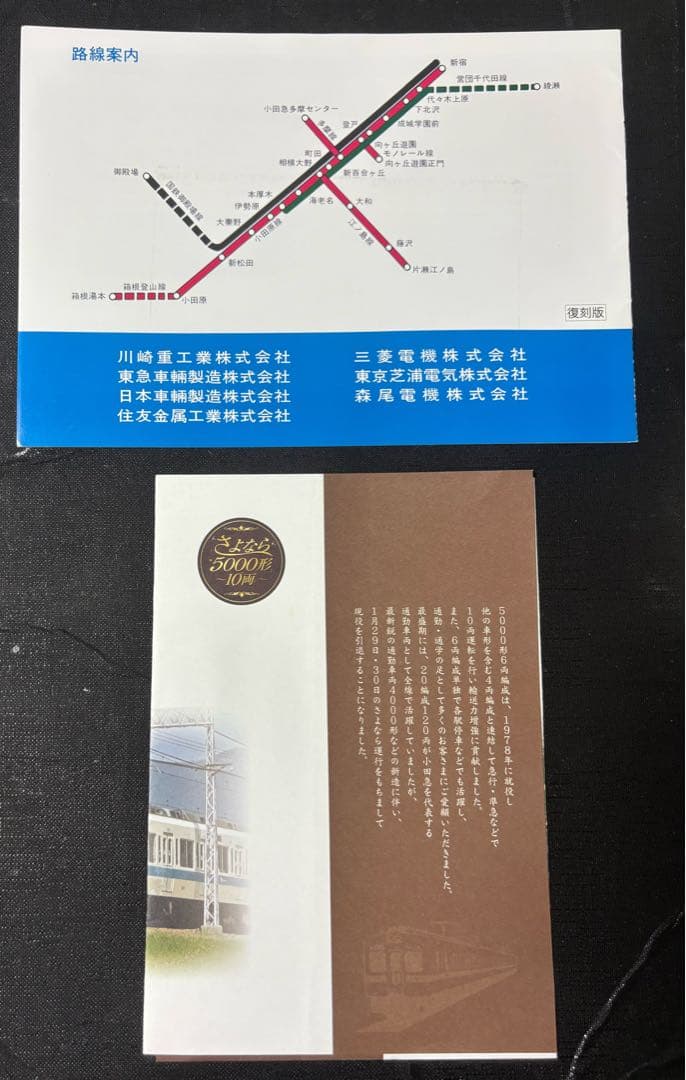 路線案内
新宿
営団千代田線
綾瀬
代々木上原
下北沢
成城学園前
登戸
小田急多摩センター
多摩線
向ヶ丘遊園
モノレール線
向ヶ丘遊園正門
町田
相模大野
新百合ヶ丘
御殿場
国鉄御殿場線
本厚木
伊勢原
大秦野
小田原線
海老名
大和
江ノ島線
藤沢
片瀬江ノ島
新松田
箱根湯本
箱根登山線
小田原
復刻版
川崎重工業株式会社
東急車輛製造株式会社
日本車輛製造株式会社
住友金属工業株式会社
三菱電機株式会社
東京芝浦電気株式会社
森尾電機株式会社
さよなら
5000形
~10両~
5000形6両編成は、1978年に就役し
他の車形を含む4両編成と連結して急行・準急などで
10両運転を行い輸送力増強に貢献しました。
また、6両編成単独で各駅停車などでも活躍し、
通勤・通学の足として多くのお客さまにご愛顧いただきました。
最盛期には、20編成120両が小田急を代表する
通勤車両として全線で活躍していましたが、
最新鋭の通勤車両4000形などの新造に伴い、
1月29日・30日のさよなら運行をもちまして
現役を引退することになりました。